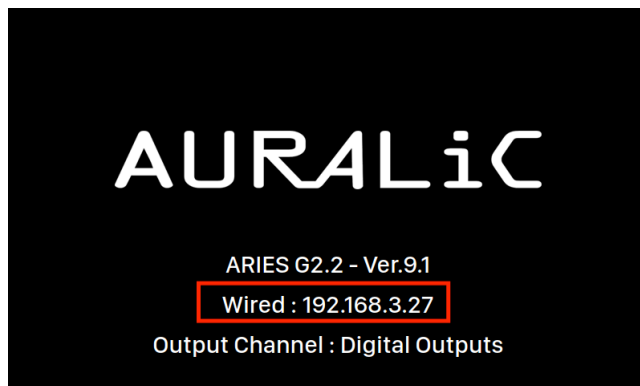 AURALiC
ARIES G2.2 - Ver.9.1
Wired : 192.168.3.27
Output Channel : Digital Outputs